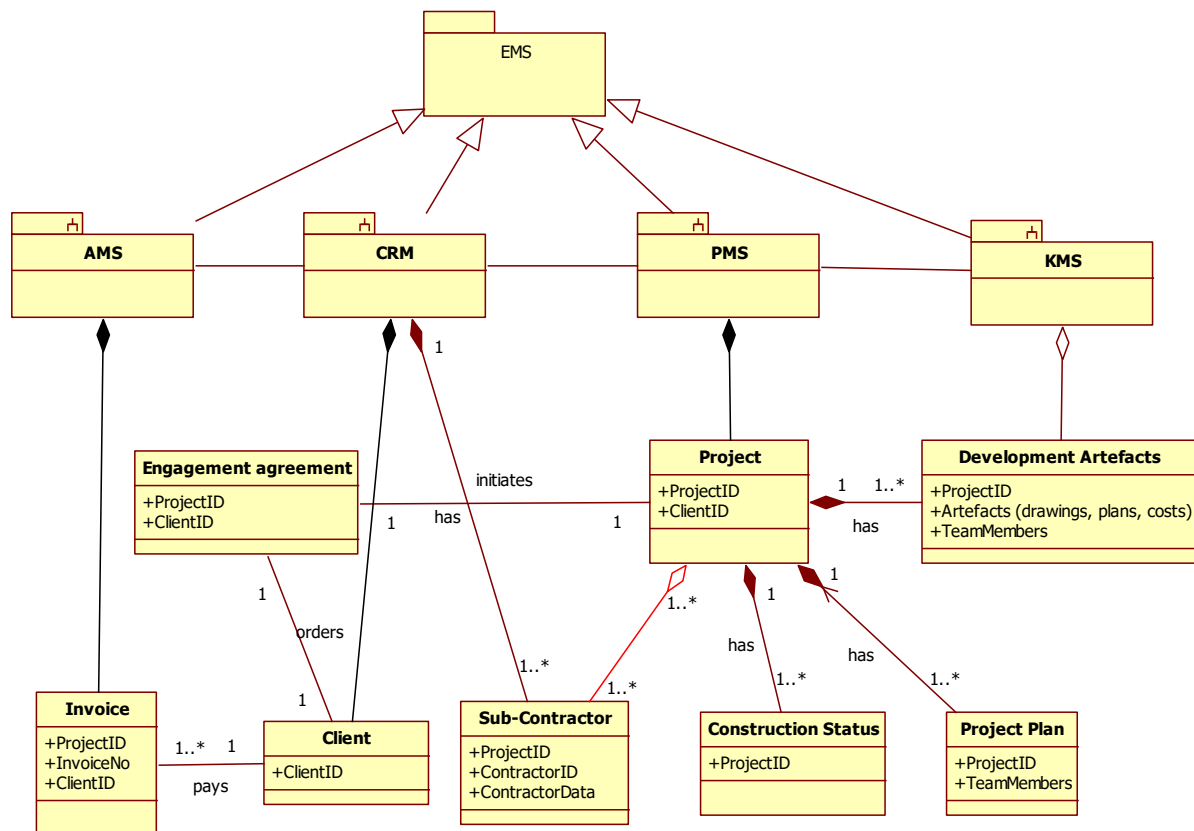 EMS
AMS
CRM
PMS
KMS
1
Engagement agreement
+ProjectID
+ClientID
initiates
1
has
1
Project
+ProjectID
+ClientID
1
1..*
has
Development Artefacts
+ProjectID
+Artefacts (drawings, plans, costs)
+TeamMembers
1
orders
1
1..*
1..*
1..*
1
has
1..*
1
has
1..*
Invoice
+ProjectID
+InvoiceNo
+ClientID
1..*
1
pays
Client
+ClientID
Sub-Contractor
+ProjectID
+ContractorID
+ContractorData
Construction Status
+ProjectID
Project Plan
+ProjectID
+TeamMembers